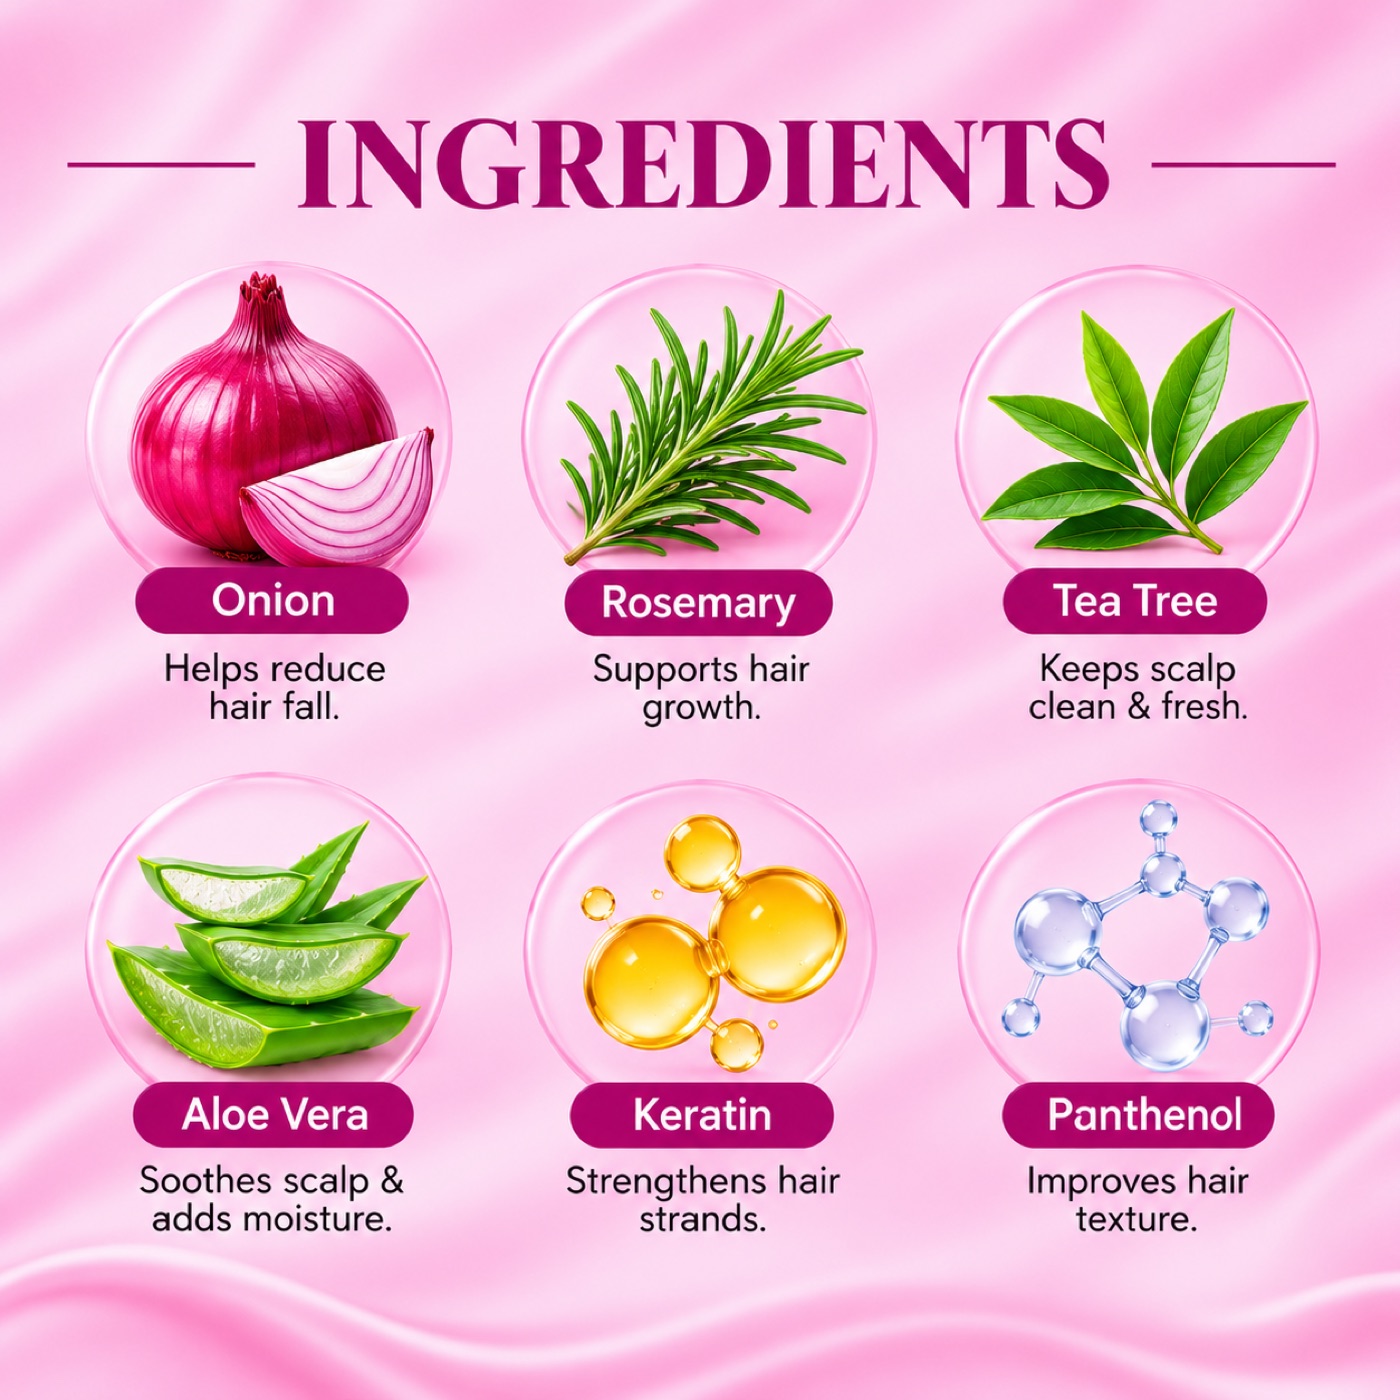 INGREDIENTS
Onion
Helps reduce
hair fall.
Rosemary
Supports hair
growth.
Tea Tree
Keeps scalp
clean & fresh.
Aloe Vera
Soothes scalp &
adds moisture.
Keratin
Strengthens hair
strands.
Panthenol
Improves hair
texture.